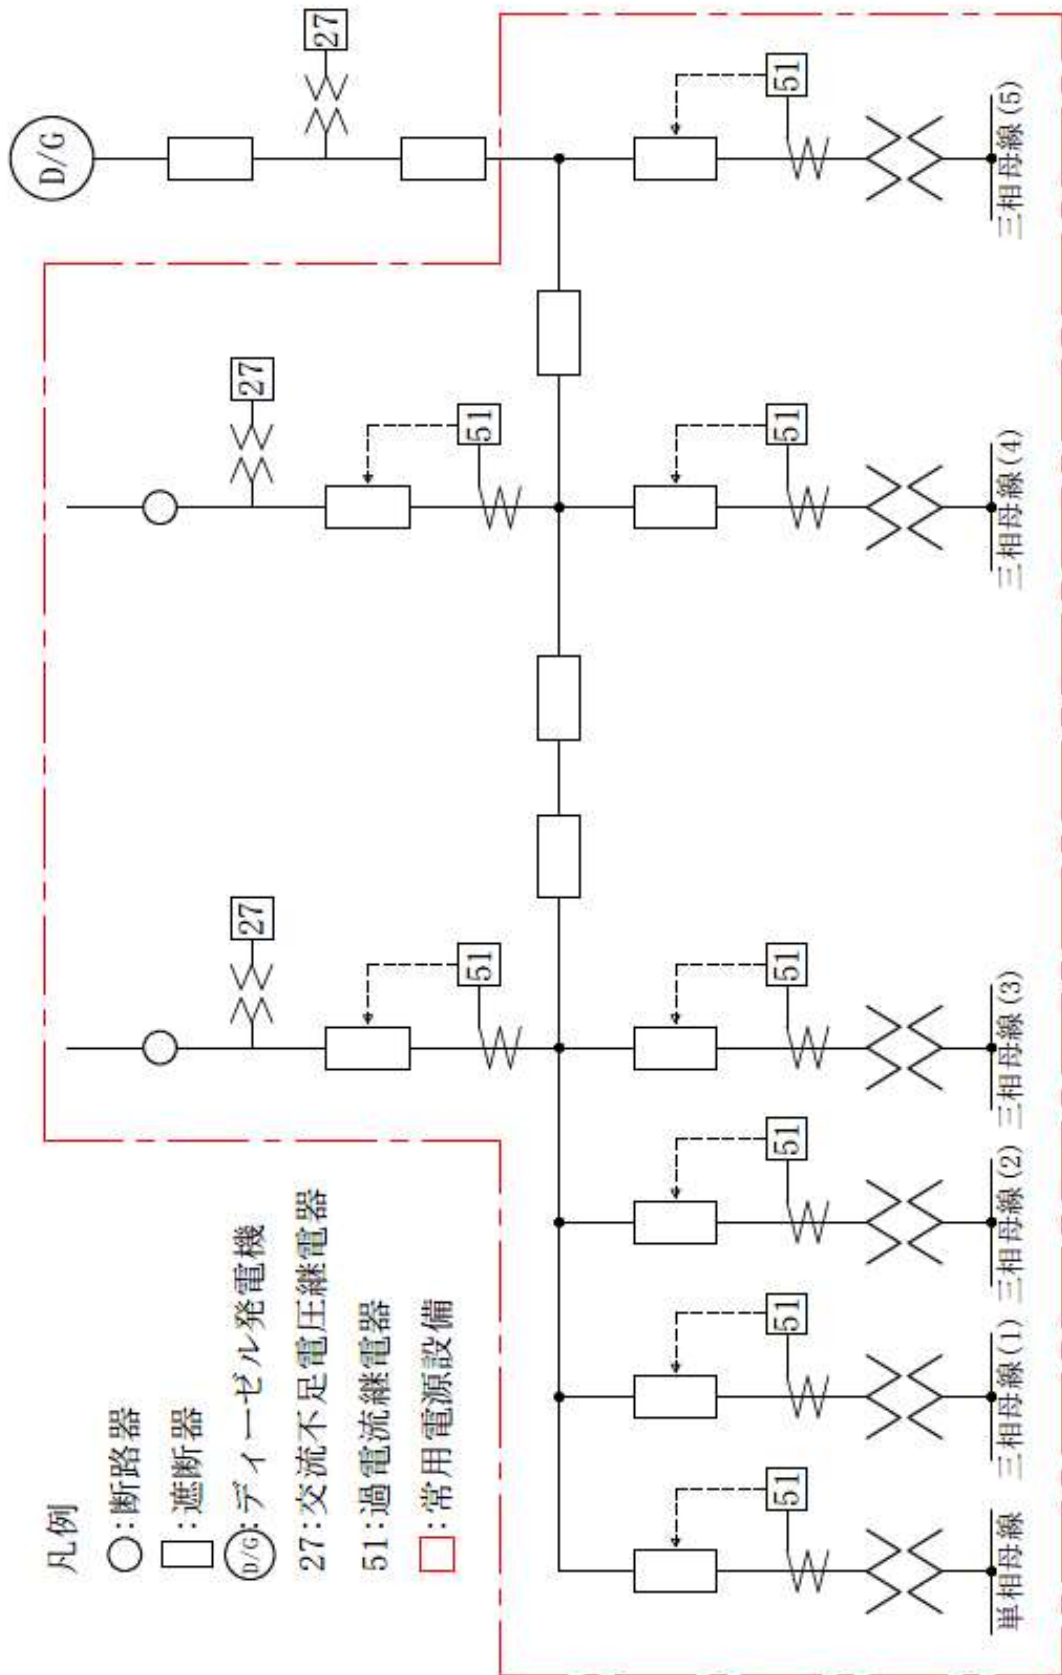 凡例
○:断路器
□:遮断器
D/G:ディーゼル発電機
27:交流不足電圧継電器
51:過電流継電器
□:常用電源設備
27
27
D/G
27
51
51
51
51
51
51
51
51
単相母線
三相母線(1)
三相母線(2)
三相母線(3)
三相母線(4)
三相母線(5)